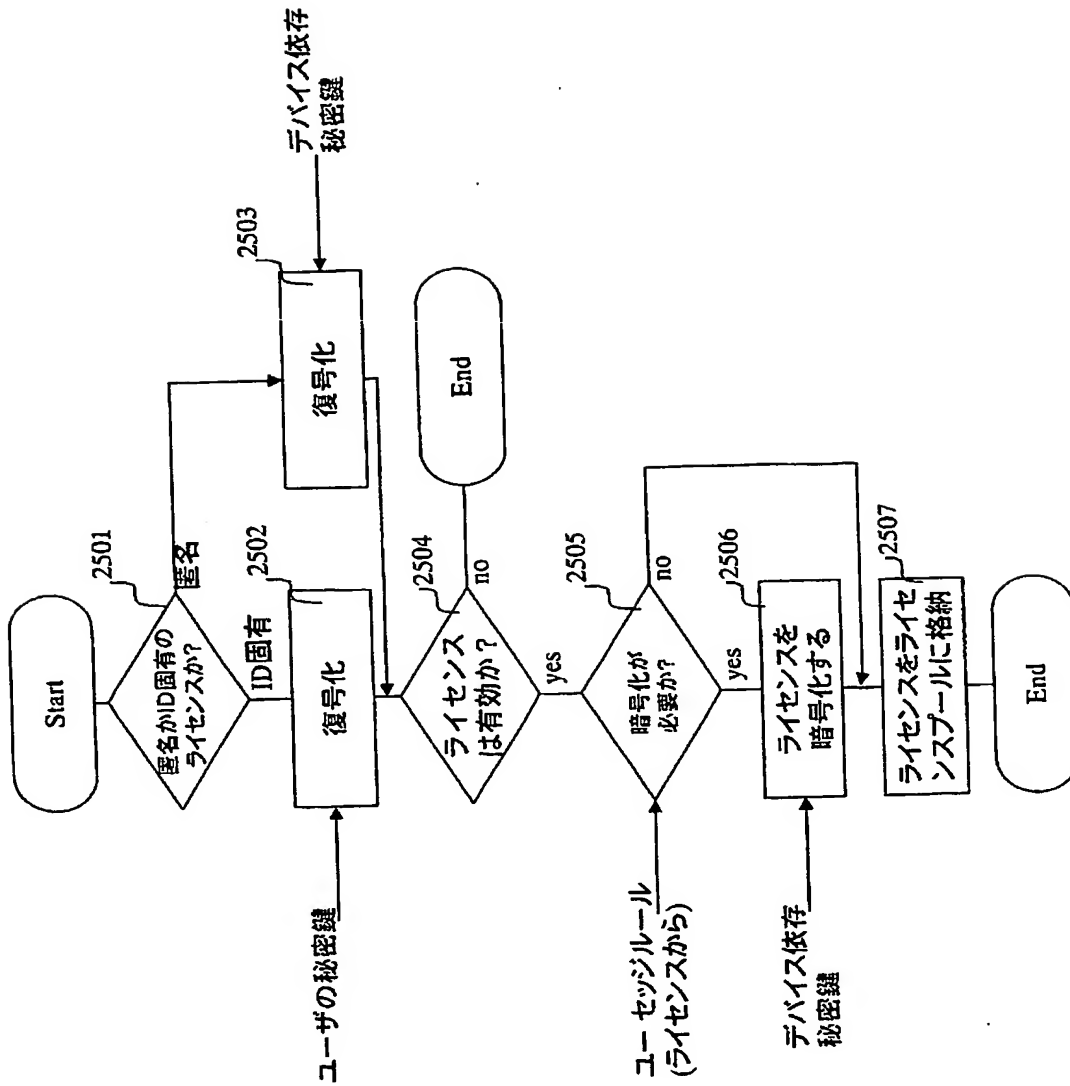 Start
2501
匿名かID固有の
ライセンスか?
匿名
ID固有
デバイス依存
秘密鍵
2503
復号化
2502
復号化
ユーザの秘密鍵
2504
ライセンス
は有効か?
no
End
yes
2505
暗号化が
必要か?
no
ユーセッジルール
(ライセンスから)
yes
2506
ライセンスを
暗号化する
デバイス依存
秘密鍵
2507
ライセンスをライセ
ンスプールに格納
End